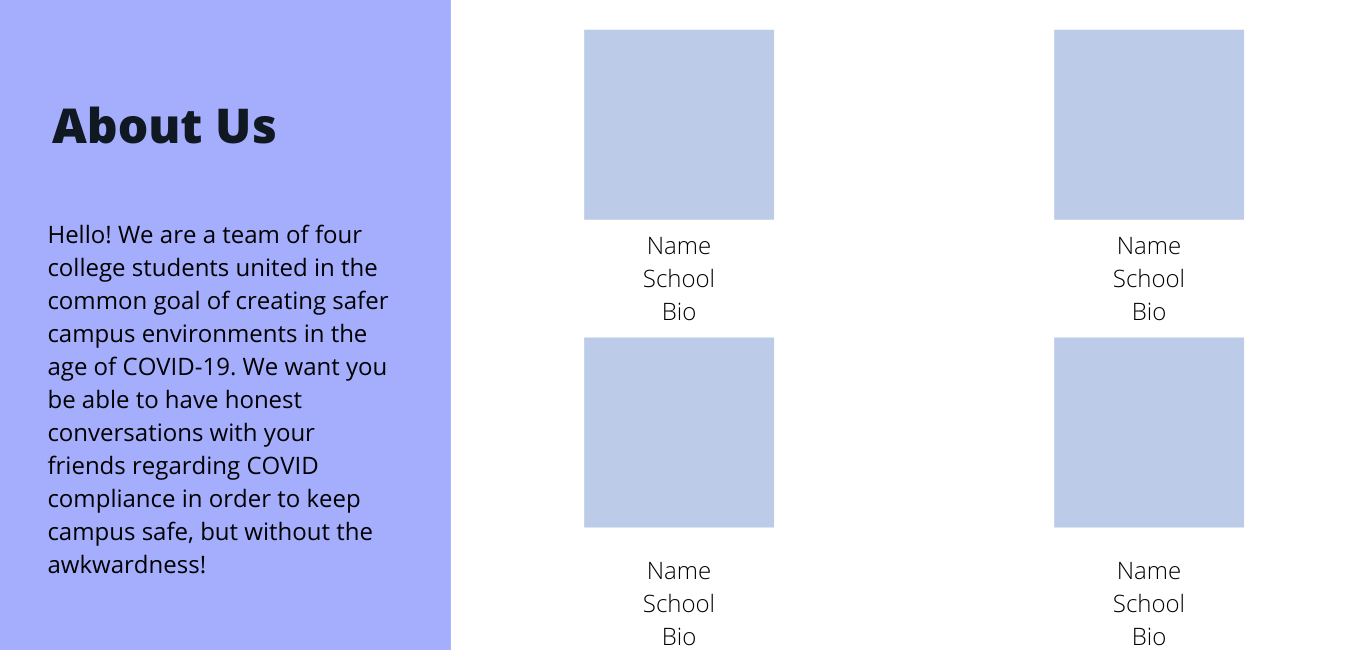 About Us
Hello! We are a team of four
college students united in the
common goal of creating safer
campus environments in the
age of COVID-19. We want you
be able to have honest
conversations with your
friends regarding COVID
compliance in order to keep
campus safe, but without the
awkwardness!
Name
School
Bio
Name
School
Bio
Name
School
Bio
Name
School
Bio